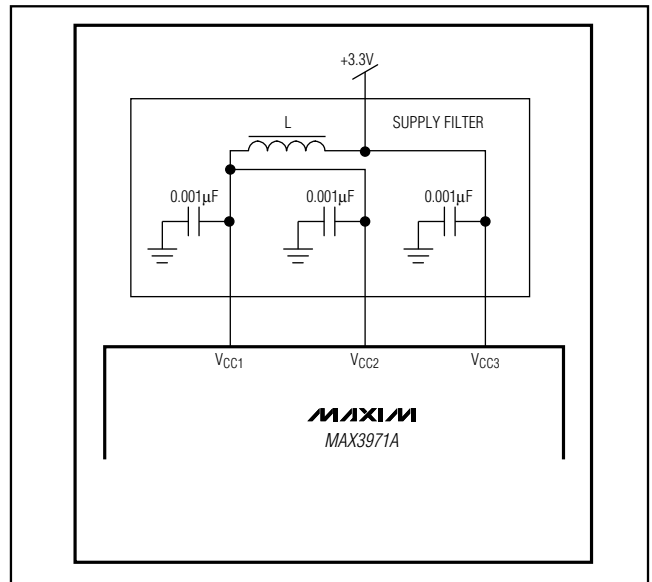 +3.3V
L
SUPPLY FILTER
0.001μF
0.001μF
0.001μF
VCC1
VCC2
VCC3
MAXIM
MAX3971A